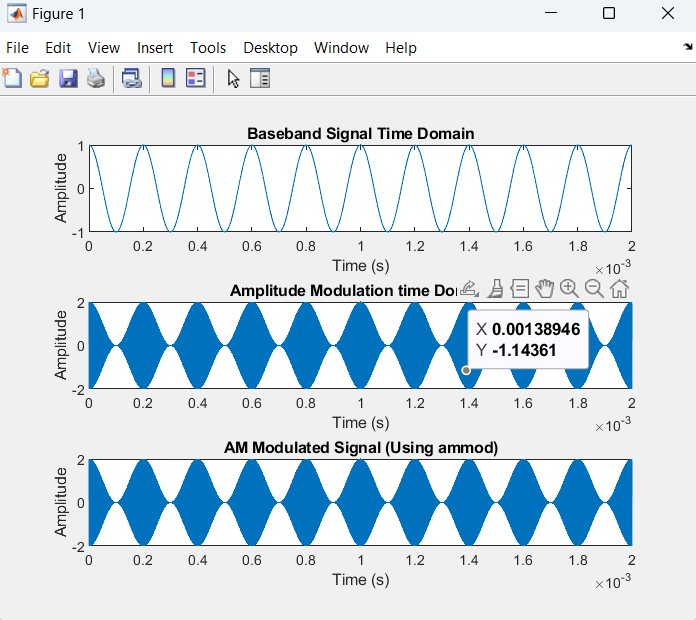 Figure 1
File Edit View Insert Tools Desktop Window Help
Baseband Signal Time Domain
Amplitude
1
0
-1
0 0.2 0.4 0.6 0.8 1 1.2 1.4 1.6 1.8 2
Time (s)
×10-3
Amplitude Modulation time Do
Amplitude
2
0
-2
X 0.00138946
Y -1.14361
0 0.2 0.4 0.6 0.8 1 1.2 1.4 1.6 1.8 2
Time (s)
×10-3
AM Modulated Signal (Using ammod)
Amplitude
2
0
-2
0 0.2 0.4 0.6 0.8 1 1.2 1.4 1.6 1.8 2
Time (s)
×10-3